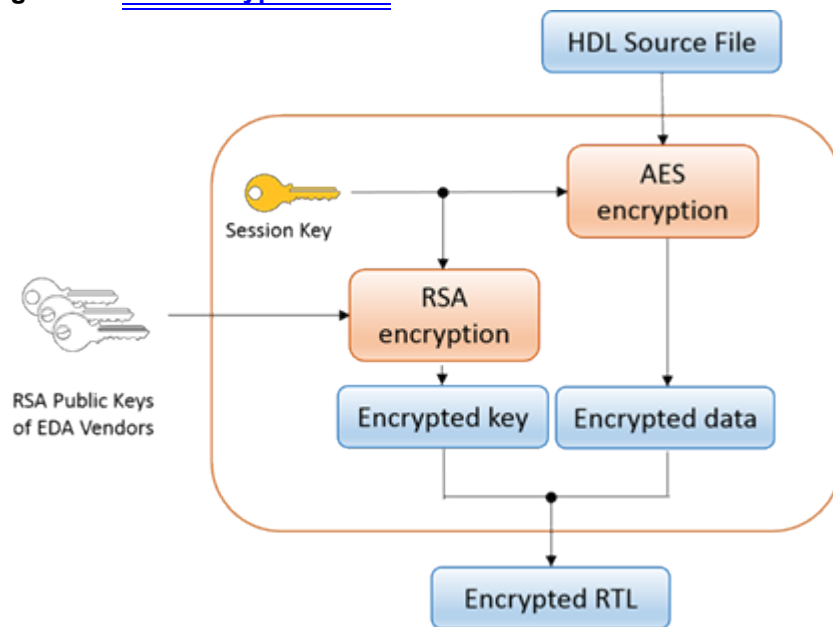 HDL Source File
AES
encryption
Session Key
RSA
encryption
RSA Public Keys
of EDA Vendors
Encrypted key
Encrypted data
Encrypted RTL